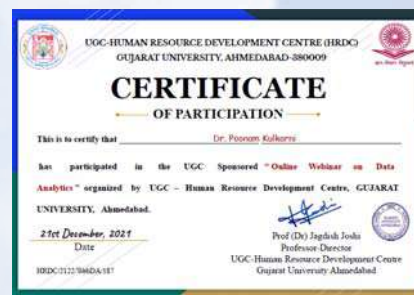 UGC-HUMAN RESOURCE DEVELOPMENT CENTRE (HRDC)
GUJARAT UNIVERSITY, AHMEDABAD-380009
CERTIFICATE
OF PARTICIPATION
This is to certify that Dr. Poonam Kulkarni
has participated in the UGC Sponsored "Online Webinar on Data
Analytics" organized by UGC – Human Resource Development Centre, GUJARAT
UNIVERSITY, Ahmedabad.
21st December, 2021
Date
Prof (Dr) Jagdish Joshi
Professor-Director
UGC-Human Resource Development Centre
Gujarat University Ahmedabad